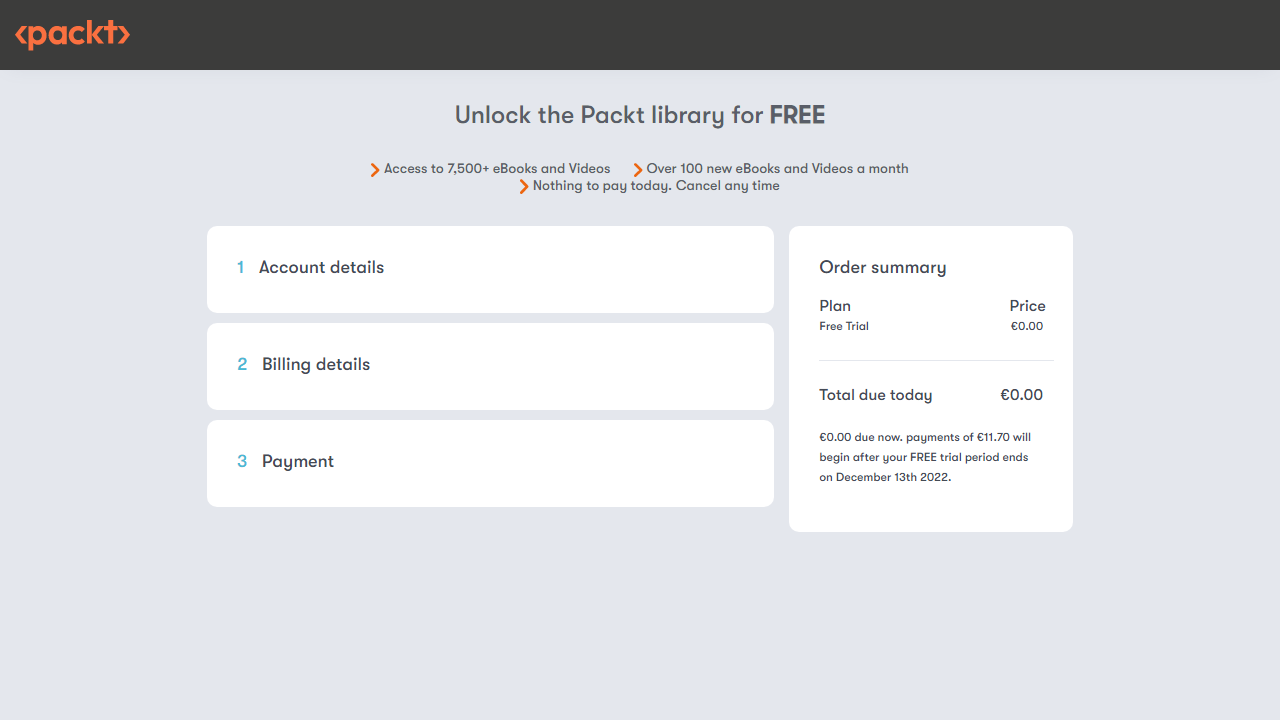 <packt>
Unlock the Packt library for FREE
Access to 7,500+ eBooks and Videos Over 100 new eBooks and Videos a month
Nothing to pay today. Cancel any time
1 Account details
2 Billing details
3 Payment
Order summary
Plan Price
Free Trial €0.00
Total due today €0.00
€0.00 due now. payments of €11.70 will
begin after your FREE trial period ends
on December 13th 2022.